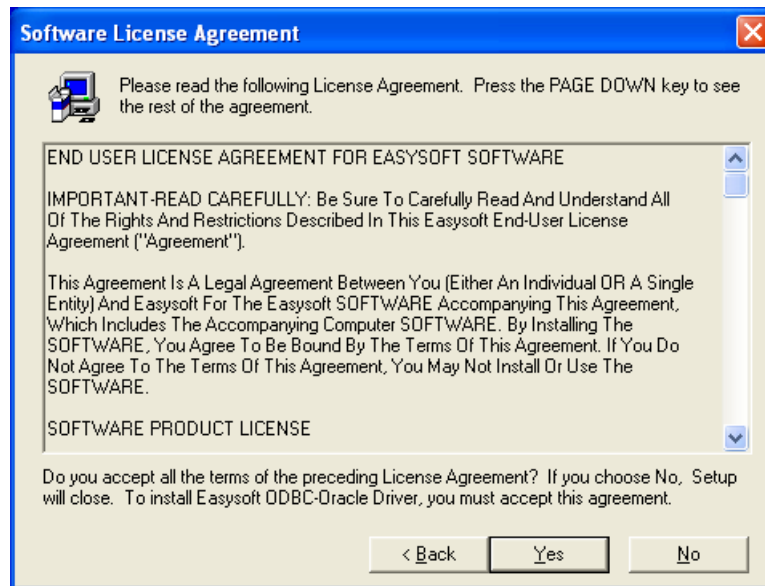 Software License Agreement
Please read the following License Agreement. Press the PAGE DOWN key to see
the rest of the agreement.
END USER LICENSE AGREEMENT FOR EASYSOFT SOFTWARE
IMPORTANT-READ CAREFULLY: Be Sure To Carefully Read And Understand All
Of The Rights And Restrictions Described In This Easysoft End-User License
Agreement ("Agreement").
This Agreement Is A Legal Agreement Between You (Either An Individual OR A Single
Entity) And Easysoft For The Easysoft SOFTWARE Accompanying This Agreement,
Which Includes The Accompanying Computer SOFTWARE. By Installing The
SOFTWARE, You Agree To Be Bound By The Terms Of This Agreement. If You Do
Not Agree To The Terms Of This Agreement, You May Not Install Or Use The
SOFTWARE.
SOFTWARE PRODUCT LICENSE
Do you accept all the terms of the preceding License Agreement? If you choose No, Setup
will close. To install Easysoft ODBC-Oracle Driver, you must accept this agreement.
< Back
Yes
No